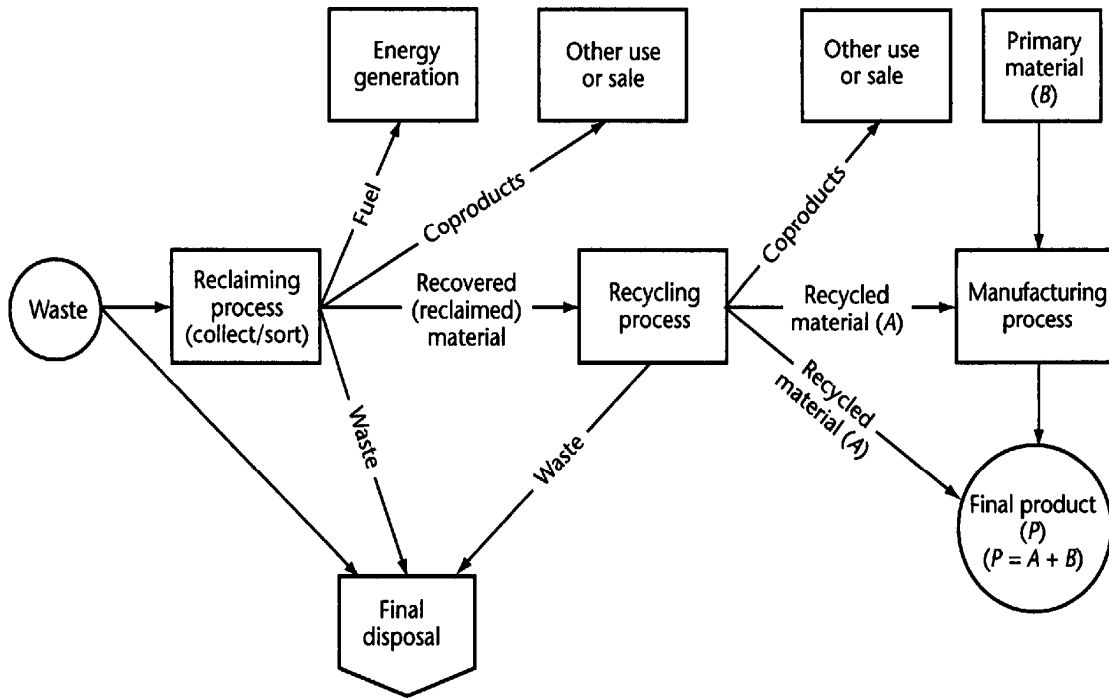 Energy
generation
Other use
or sale
Other use
or sale
Primary
material
(B)
Fuel
Coproducts
Coproducts
Waste
Reclaiming
process
(collect/sort)
Recovered
(reclaimed)
material
Recycling
process
Recycled
material (A)
Manufacturing
process
Recycled
material (A)
Waste
Waste
Final product
(P)
(P = A + B)
Final
disposal